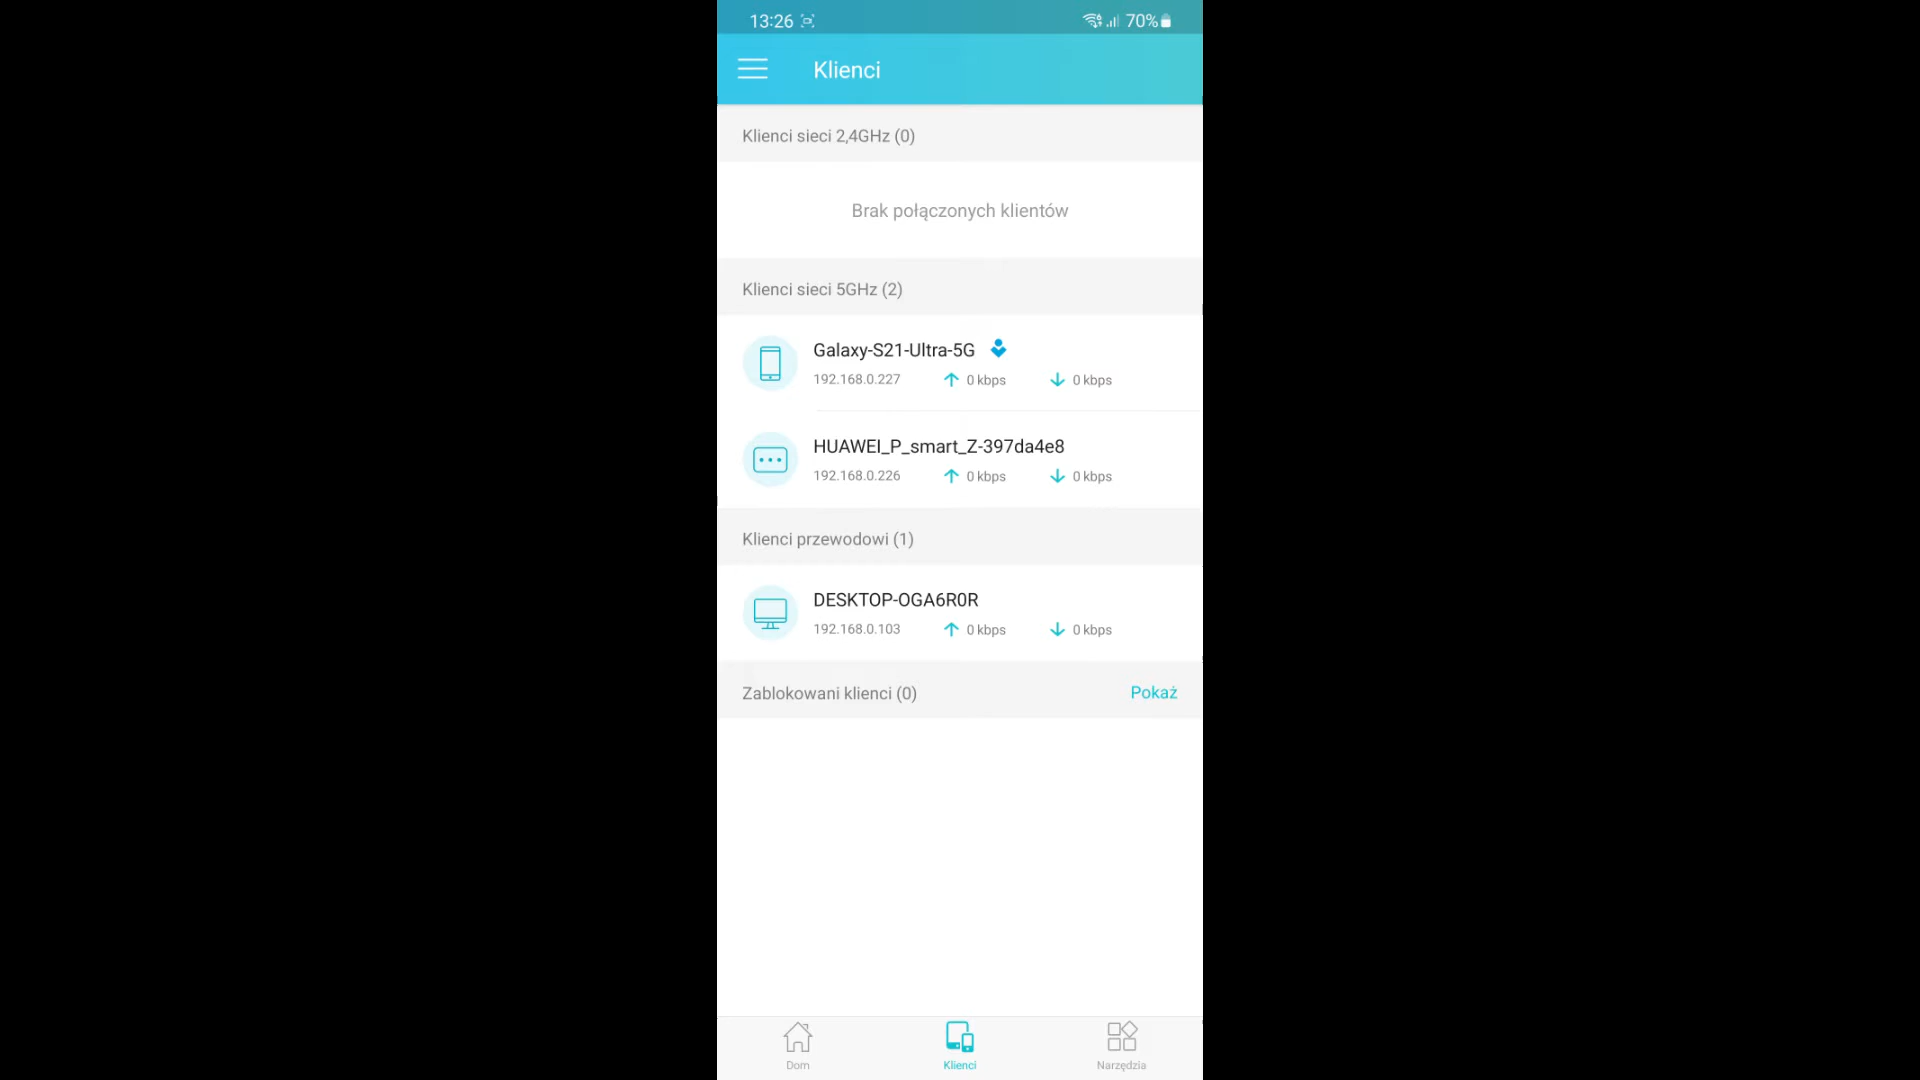 13:26 70%
Klienci
Klienci sieci 2,4GHz (0)
Brak połączonych klientów
Klienci sieci 5GHz (2)
Galaxy-S21-Ultra-5G
192.168.0.227 0 kbps 0 kbps
HUAWEI_P_smart_Z-397da4e8
192.168.0.226 0 kbps 0 kbps
Klienci przewodowi (1)
DESKTOP-OGA6R0R
192.168.0.103 0 kbps 0 kbps
Zablokowani klienci (0) Pokaż
Dom Klienci Narzędzia